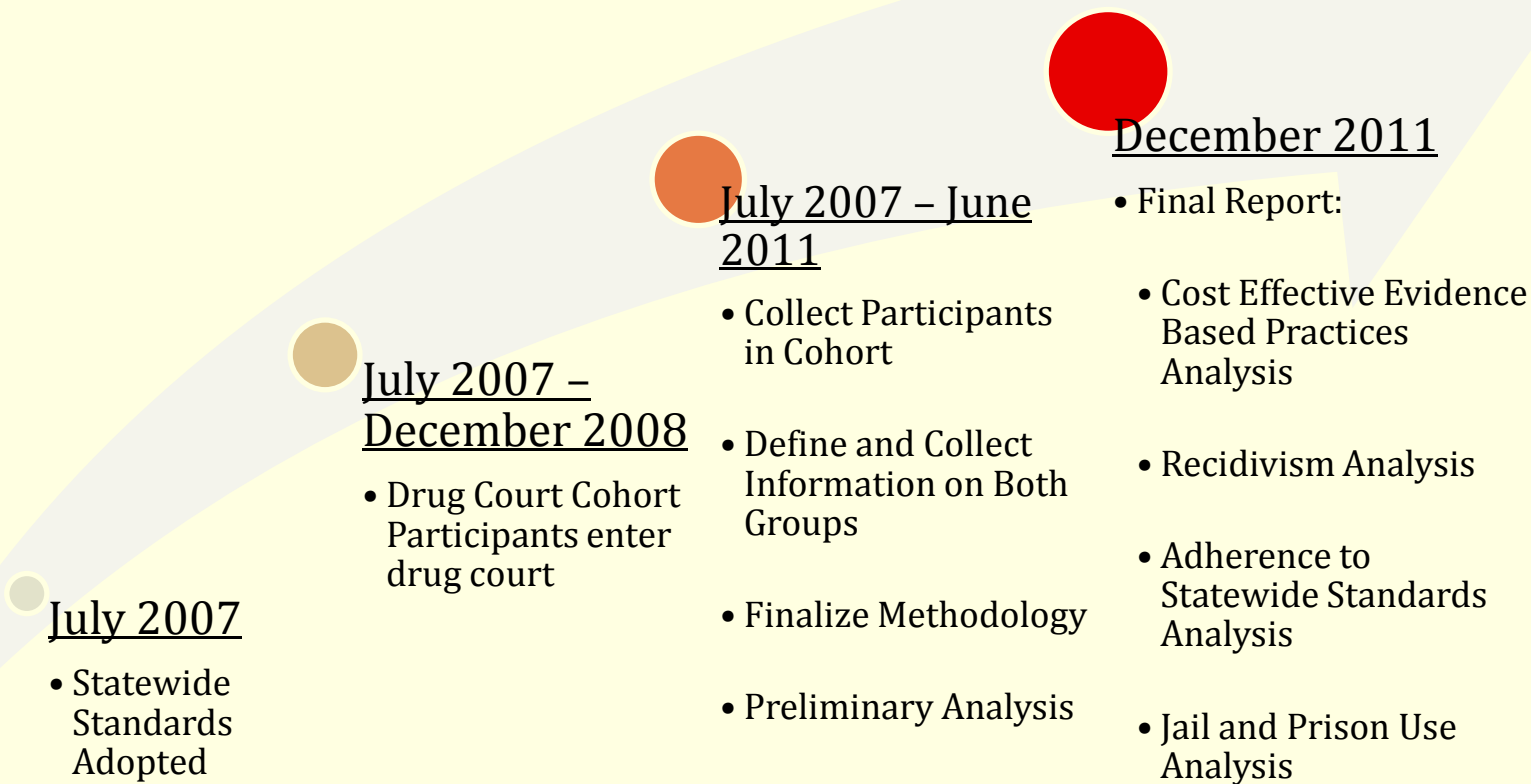 July 2007
• Statewide
Standards
Adopted
July 2007 –
December 2008
• Drug Court Cohort
Participants enter
drug court
July 2007 – June
2011
• Collect Participants
in Cohort
• Define and Collect
Information on Both
Groups
• Finalize Methodology
• Preliminary Analysis
December 2011
• Final Report:
• Cost Effective Evidence
Based Practices
Analysis
• Recidivism Analysis
• Adherence to
Statewide Standards
Analysis
• Jail and Prison Use
Analysis